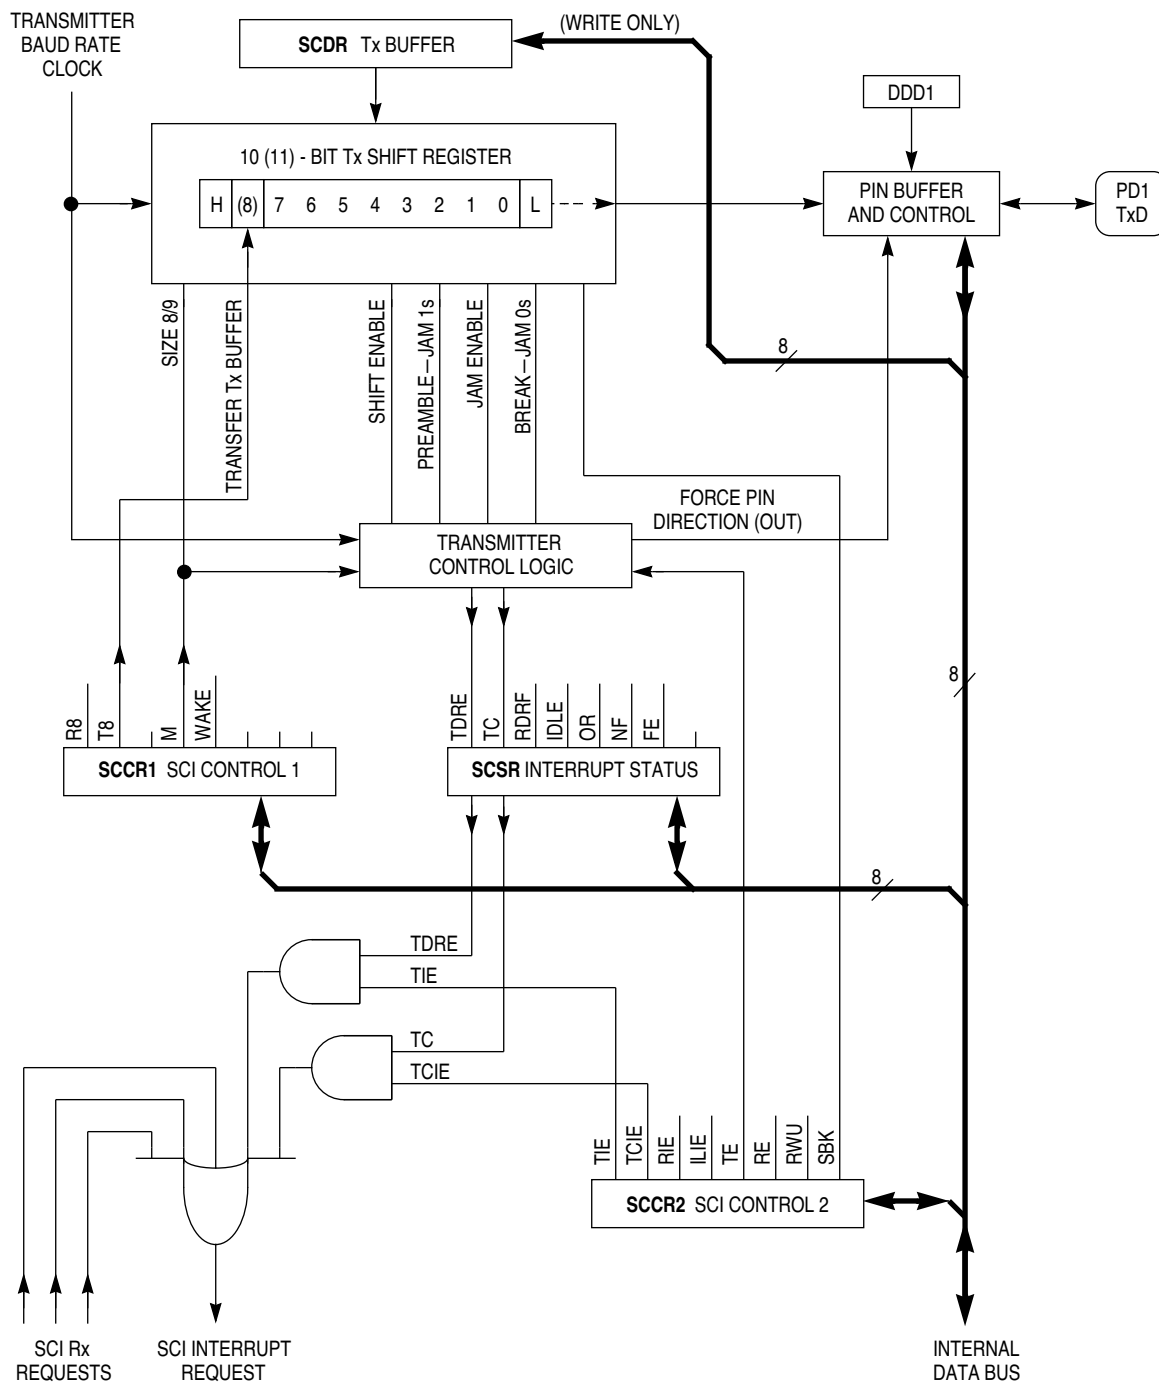 TRANSMITTER
BAUD RATE
CLOCK
SCDR Tx BUFFER
(WRITE ONLY)
DDD1
10 (11) - BIT Tx SHIFT REGISTER
H (8) 7 6 5 4 3 2 1 0 L
PIN BUFFER
AND CONTROL
PD1
TxD
SIZE 8/9
TRANSFER Tx BUFFER
SHIFT ENABLE
PREAMBLE—JAM 1s
JAM ENABLE
BREAK—JAM 0s
8
FORCE PIN
DIRECTION (OUT)
TRANSMITTER
CONTROL LOGIC
8
R8
T8
M
WAKE
TDRE
TC
RDRF
IDLE
OR
NF
FE
SCCR1 SCI CONTROL 1
SCSR INTERRUPT STATUS
8
TDRE
TIE
TC
TCIE
TIE
TCIE
RIE
ILIE
TE
RE
RWU
SBK
SCCR2 SCI CONTROL 2
SCI Rx
REQUESTS
SCI INTERRUPT
REQUEST
INTERNAL
DATA BUS